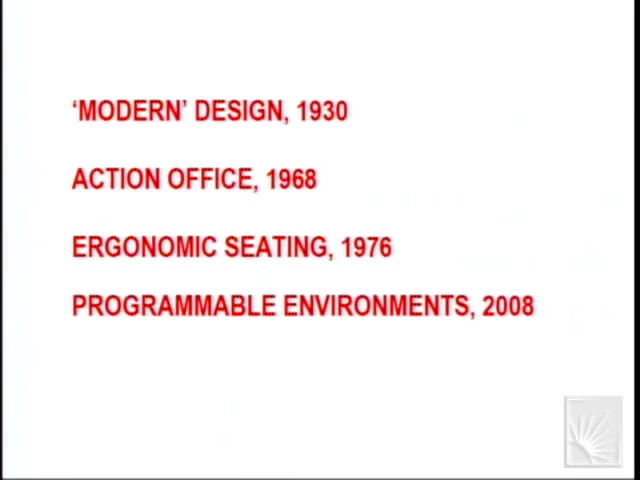 ‘MODERN’ DESIGN, 1930
ACTION OFFICE, 1968
ERGONOMIC SEATING, 1976
PROGRAMMABLE ENVIRONMENTS, 2008